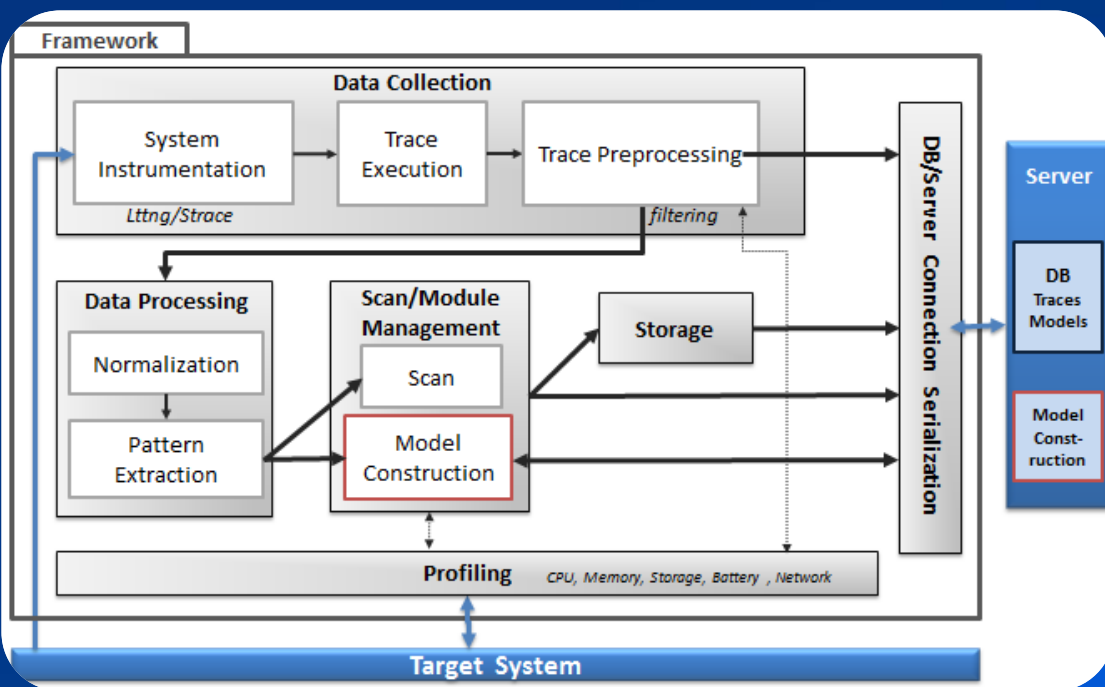 Framework
Data Collection
System
Instrumentation
Trace
Execution
Trace Preprocessing
Lttng/Strace
filtering
Data Processing
Normalization
Pattern
Extraction
Scan/Module
Management
Scan
Model
Construction
Storage
DB/Server Connection Serialization
Server
DB
Traces
Models
Model
Const-
ruction
Profiling CPU, Memory, Storage, Battery , Network
Target System